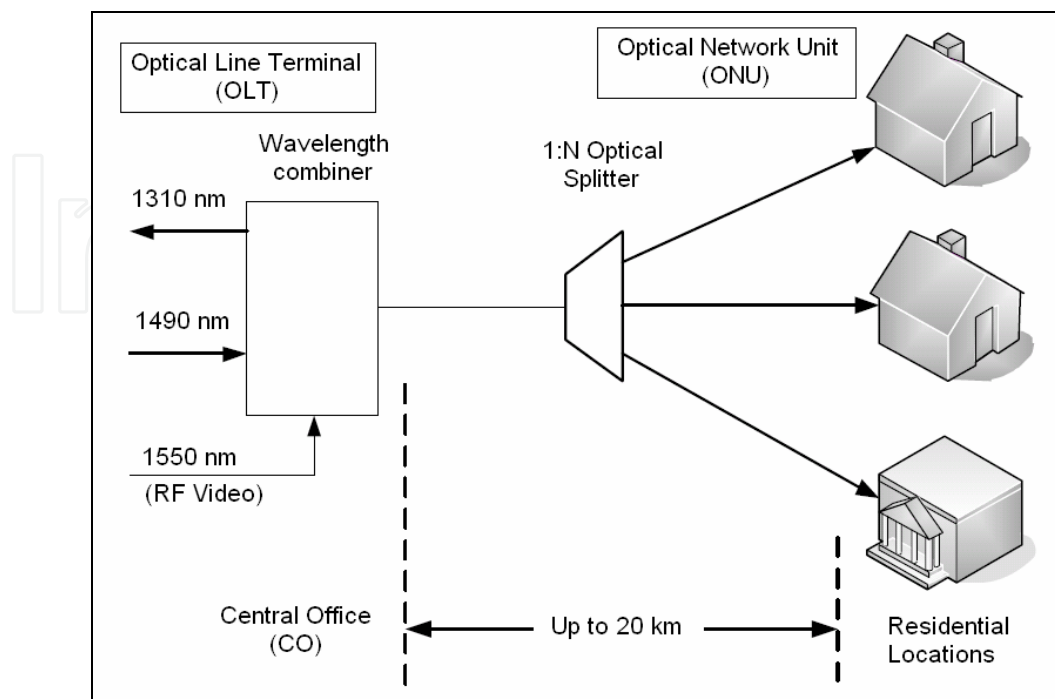 Optical Line Terminal
(OLT)
Optical Network Unit
(ONU)
Wavelength
combiner
1:N Optical
Splitter
1310 nm
1490 nm
1550 nm
(RF Video)
Central Office
(CO)
Up to 20 km
Residential
Locations